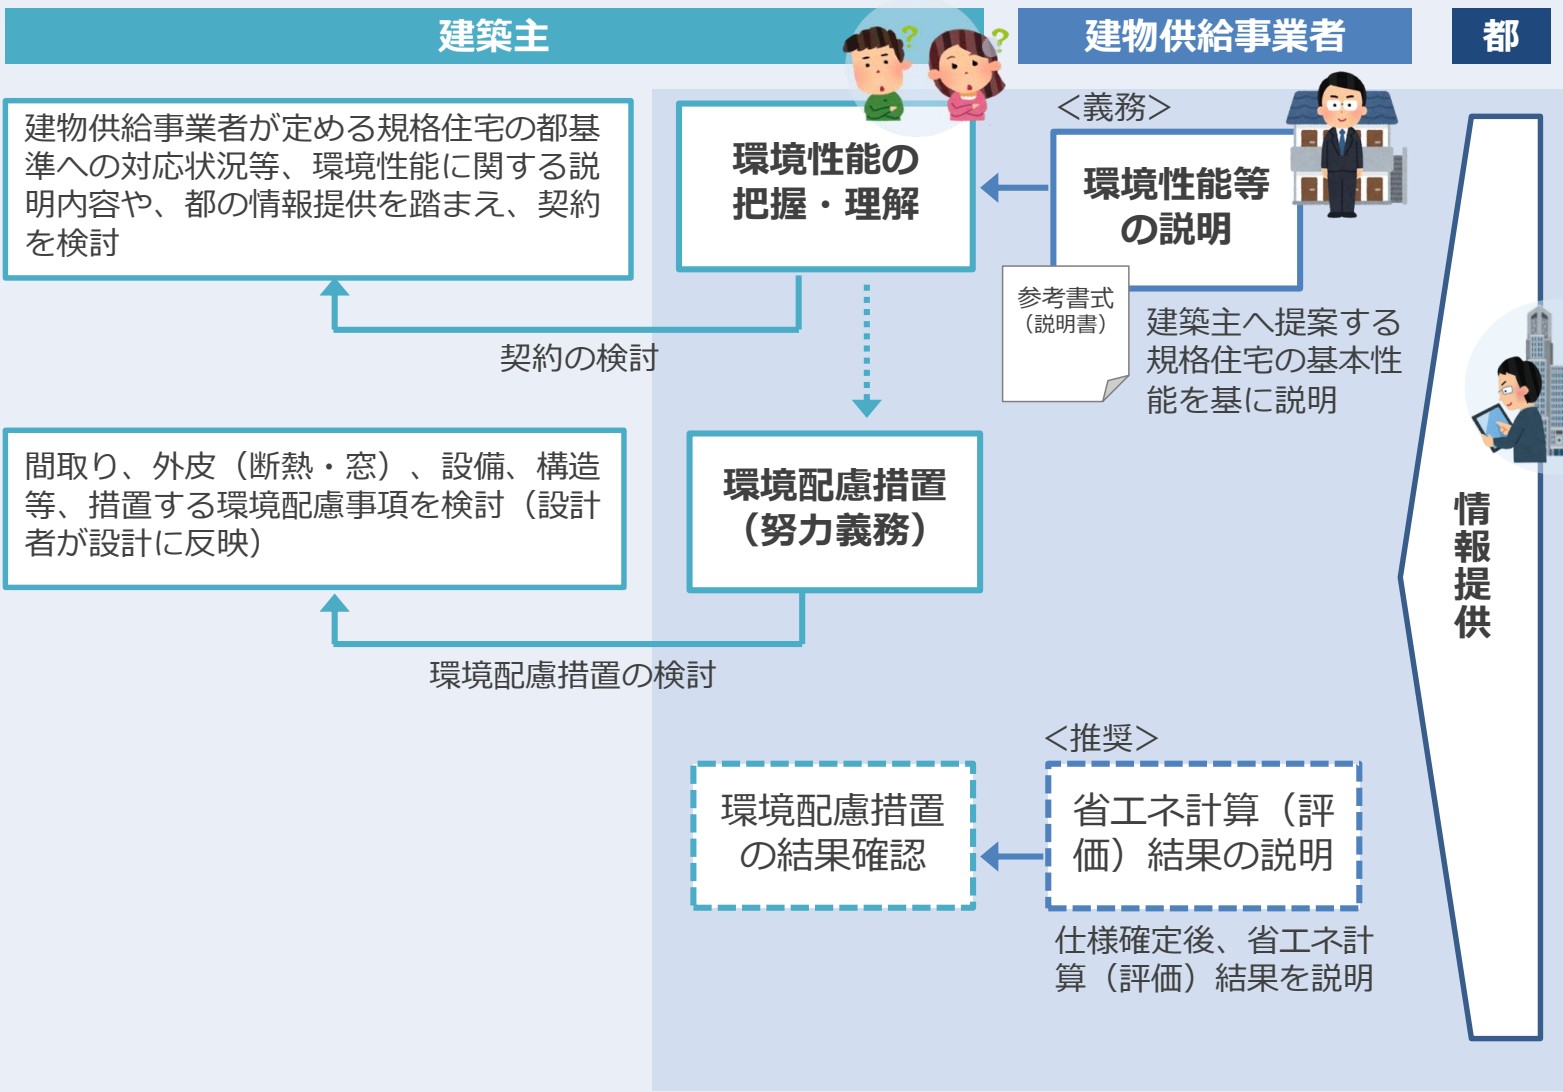 建築主
建物供給事業者
都
建物供給事業者が定める規格住宅の都基
準への対応状況等、環境性能に関する説
明内容や、都の情報提供を踏まえ、契約
を検討
環境性能の
把握・理解
＜義務＞
環境性能等
の説明
参考書式
（説明書）
建築主へ提案する
規格住宅の基本性
能を基に説明
契約の検討
間取り、外皮（断熱・窓）、設備、構造
等、措置する環境配慮事項を検討（設計
者が設計に反映）
環境配慮措置
（努力義務）
環境配慮措置の検討
情報提供
＜推奨＞
環境配慮措置
の結果確認
省エネ計算（評
価）結果の説明
仕様確定後、省エネ計
算（評価）結果を説明
？
？